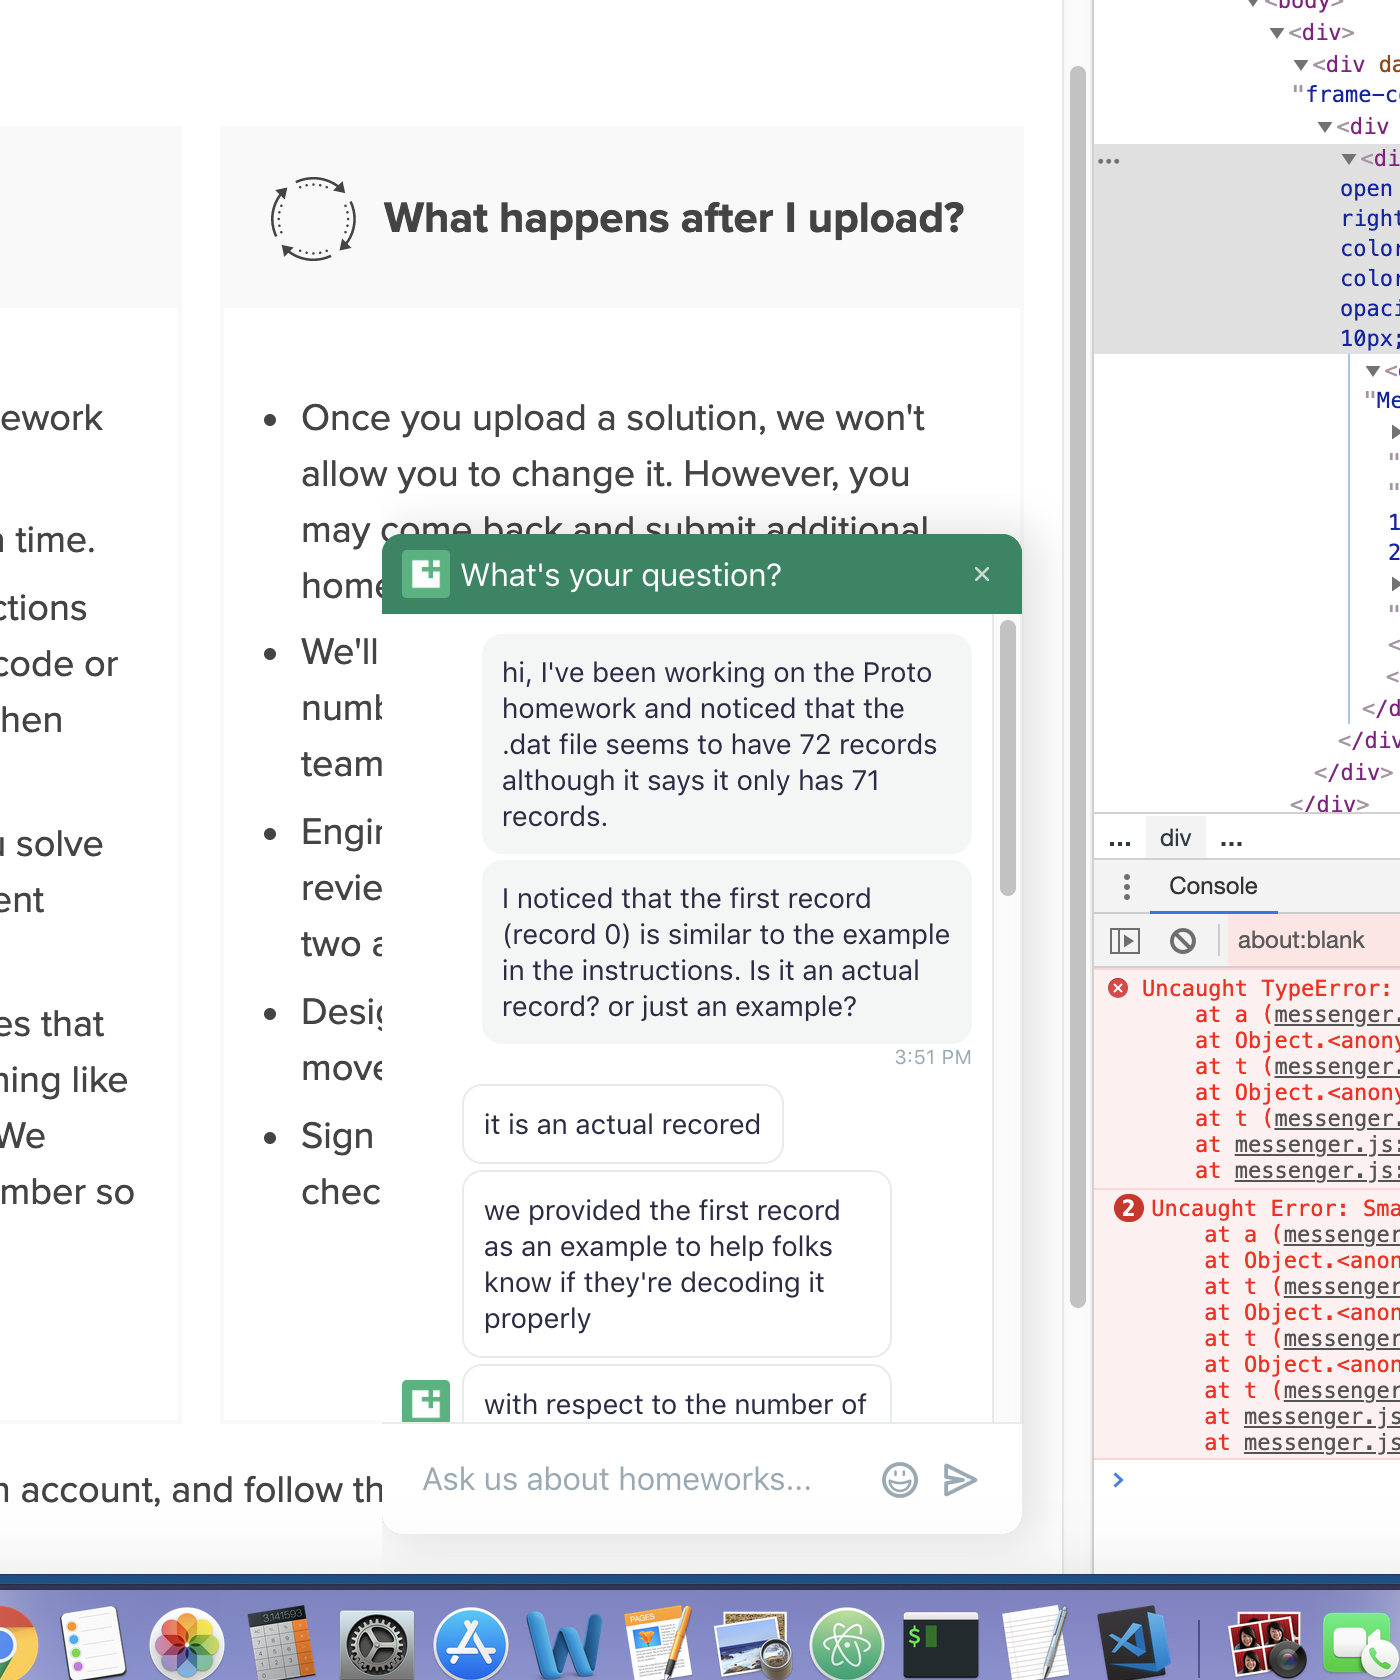 What happens after I upload?
ework
time.
ctions
code or
hen
solve
ent
es that
ning like
We
mber so
Once you upload a solution, we won't
allow you to change it. However, you
may come back and submit additional
home
We'll
numb
team
Engin
revie
two a
Desig
move
Sign
chec
account, and follow th
What's your question?
hi, I've been working on the Proto
homework and noticed that the
.dat file seems to have 72 records
although it says it only has 71
records.
I noticed that the first record
(record 0) is similar to the example
in the instructions. Is it an actual
record? or just an example?
3:51 PM
it is an actual recored
we provided the first record
as an example to help folks
know if they're decoding it
properly
with respect to the number of
Ask us about homeworks...
<body>
<div>
<div da
"frame-c
<div
<di
open
right
color
color
opaci
10px;
"Me
1
2
</d
</div
</div>
</div>
... div ...
Console
about:blank
Uncaught TypeError:
at a (messenger.
at Object.<anony
at t (messenger.
at Object.<anony
at t (messenger.
at messenger.js:
at messenger.js:
2 Uncaught Error: Sma
at a (messenger
at Object.<anon
at t (messenger
at Object.<anon
at t (messenger
at Object.<anon
at t (messenger
at messenger.js
at messenger.js
>
3.141593
PAGES
$